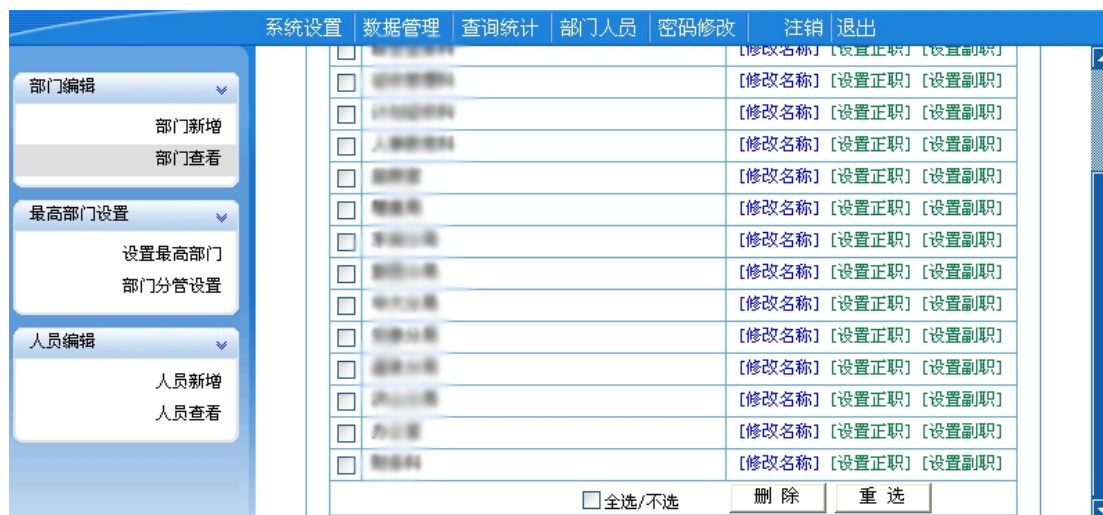 系统设置 数据管理 查询统计 部门人员 密码修改 注销 退出
部门编辑
部门新增
部门查看
最高部门设置
设置最高部门
部门分管设置
人员编辑
人员新增
人员查看
[修改名称] [设置正职] [设置副职]
[修改名称] [设置正职] [设置副职]
[修改名称] [设置正职] [设置副职]
[修改名称] [设置正职] [设置副职]
[修改名称] [设置正职] [设置副职]
[修改名称] [设置正职] [设置副职]
[修改名称] [设置正职] [设置副职]
[修改名称] [设置正职] [设置副职]
[修改名称] [设置正职] [设置副职]
[修改名称] [设置正职] [设置副职]
[修改名称] [设置正职] [设置副职]
[修改名称] [设置正职] [设置副职]
[修改名称] [设置正职] [设置副职]
[修改名称] [设置正职] [设置副职]
全选/不选 删 除 重 选